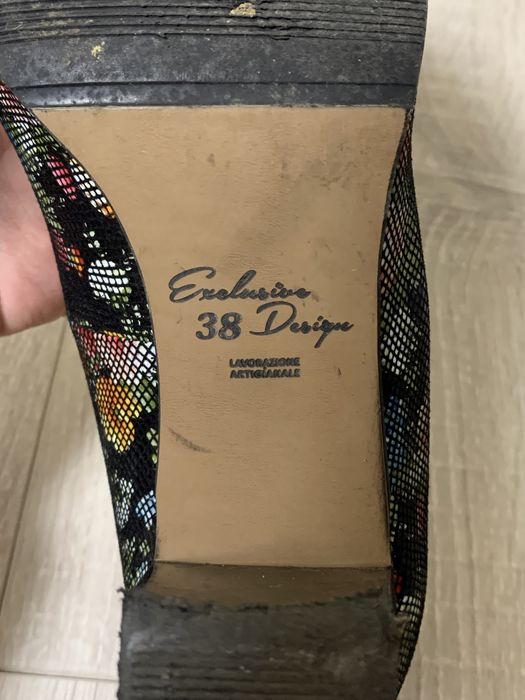 Exclusive
38 Design
LAVORAZIONE
ARTIGIANALE